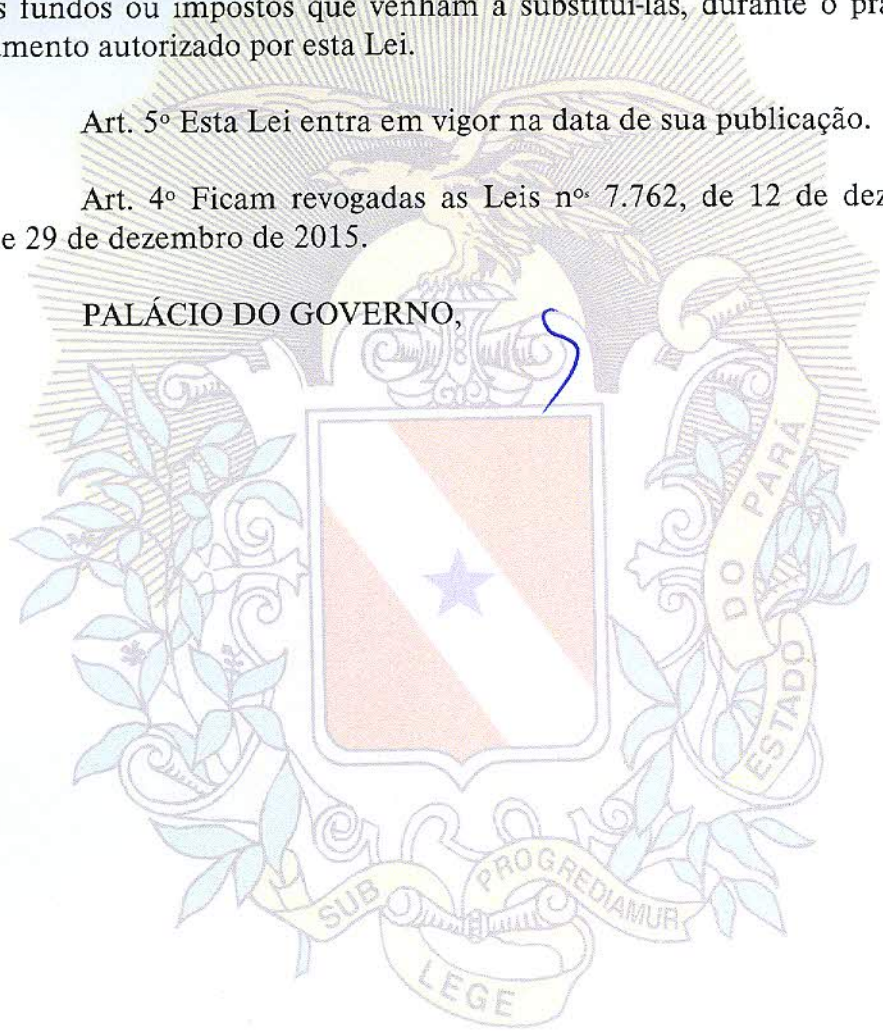 s fundos ou impostos que venham a substituí-las, durante o pra
amento autorizado por esta Lei.
Art. 5º Esta Lei entra em vigor na data de sua publicação.
Art. 4º Ficam revogadas as Leis nºs 7.762, de 12 de dez
e 29 de dezembro de 2015.
PALÁCIO DO GOVERNO,
ESTADO DO PARÁ
SUB LEGE PROGREDIAMUR